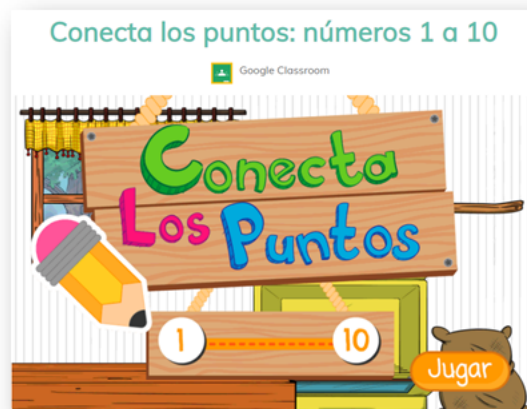 Conecta los puntos: números 1 a 10
Google Classroom
Conecta
Los Puntos
1 10
Jugar